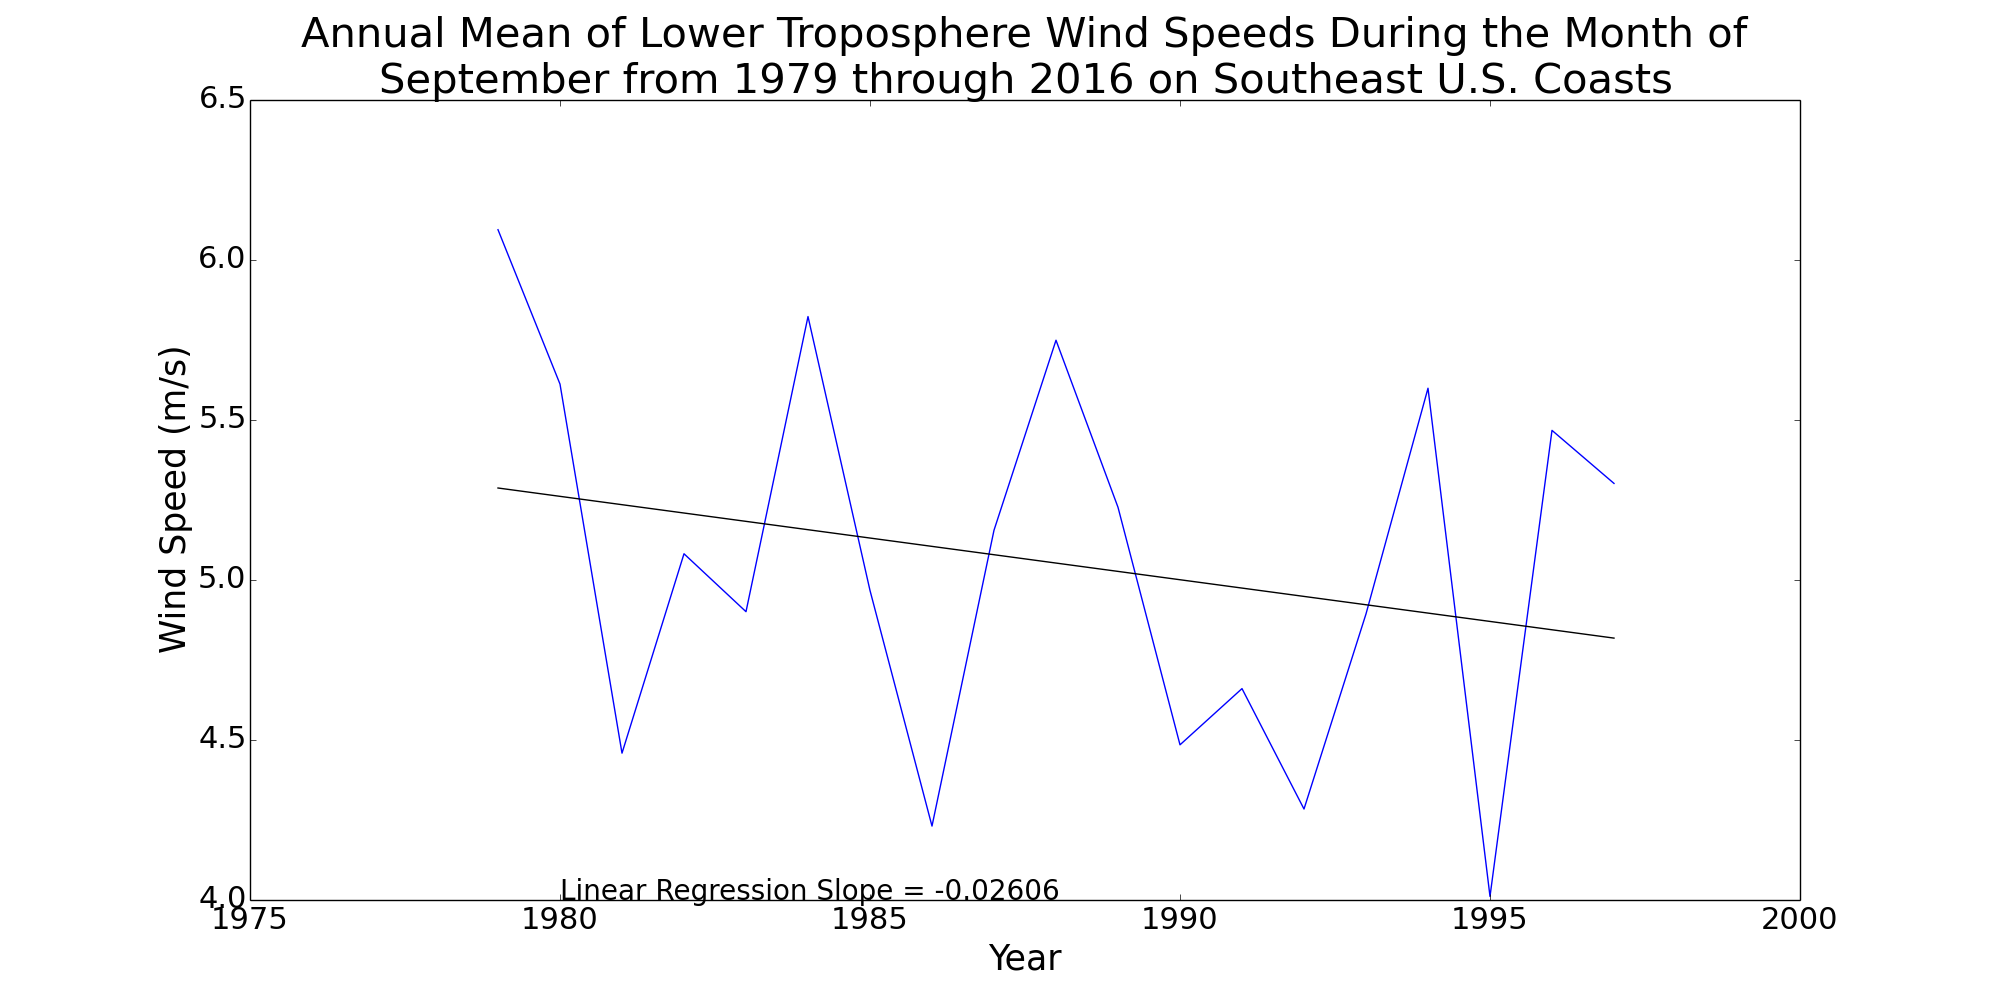 Annual Mean of Lower Troposphere Wind Speeds During the Month of
September from 1979 through 2016 on Southeast U.S. Coasts
6.5
6.0
5.5
5.0
4.5
4.0
Wind Speed (m/s)
Linear Regression Slope = -0.02606
1975 1980 1985 1990 1995 2000
Year